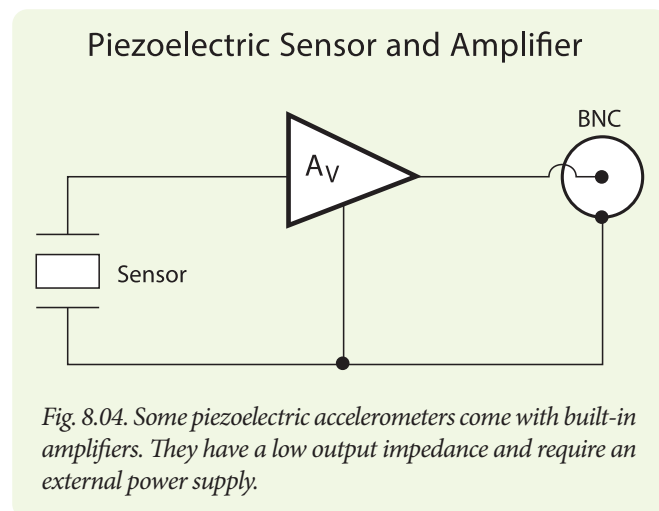 Piezoelectric Sensor and Amplifier
BNC
AV
Sensor
Fig. 8.04. Some piezoelectric accelerometers come with built-in
amplifiers. They have a low output impedance and require an
external power supply.